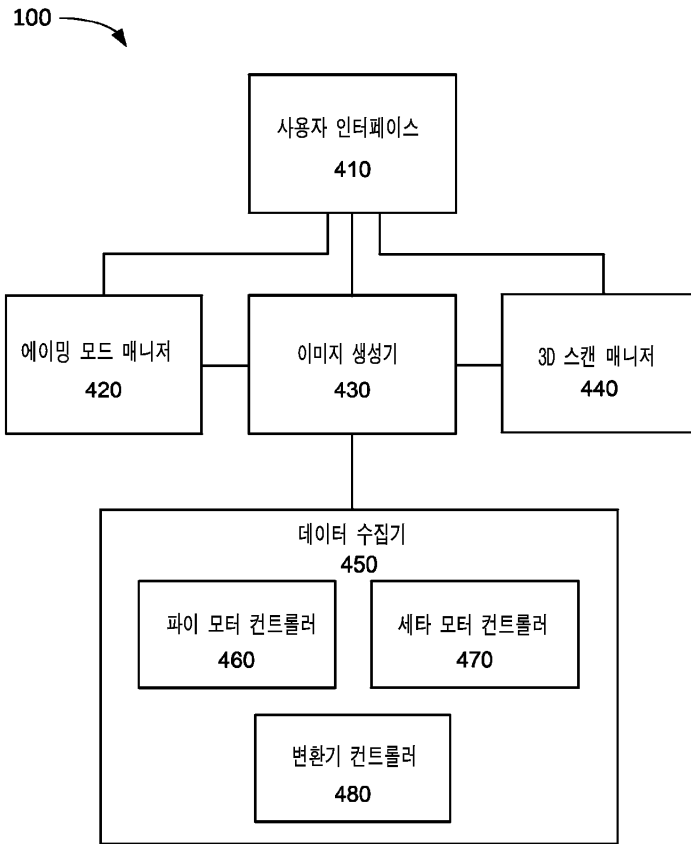 100
사용자 인터페이스
410
에이밍 모드 매니저
420
이미지 생성기
430
3D 스캔 매니저
440
데이터 수집기
450
파이 모터 컨트롤러
460
세타 모터 컨트롤러
470
변환기 컨트롤러
480